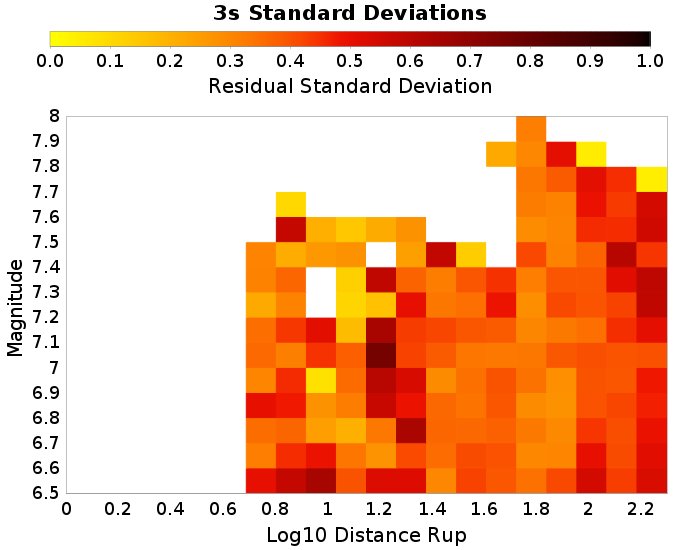 3s Standard Deviations
0.0 0.1 0.2 0.3 0.4 0.5 0.6 0.7 0.8 0.9 1.0
Residual Standard Deviation
8
7.9
7.8
7.7
7.6
7.5
7.4
7.3
7.2
7.1
7
6.9
6.8
6.7
6.6
6.5
Magnitude
0 0.2 0.4 0.6 0.8 1 1.2 1.4 1.6 1.8 2 2.2
Log10 Distance Rup